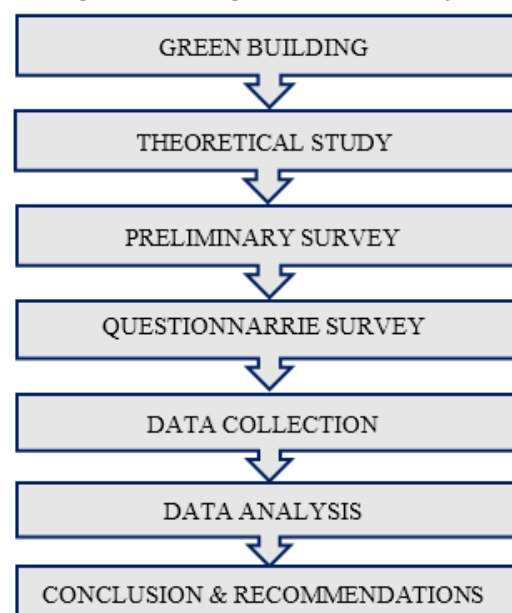 GREEN BUILDING
THEORETICAL STUDY
PRELIMINARY SURVEY
QUESTIONNARRIE SURVEY
DATA COLLECTION
DATA ANALYSIS
CONCLUSION & RECOMMENDATIONS